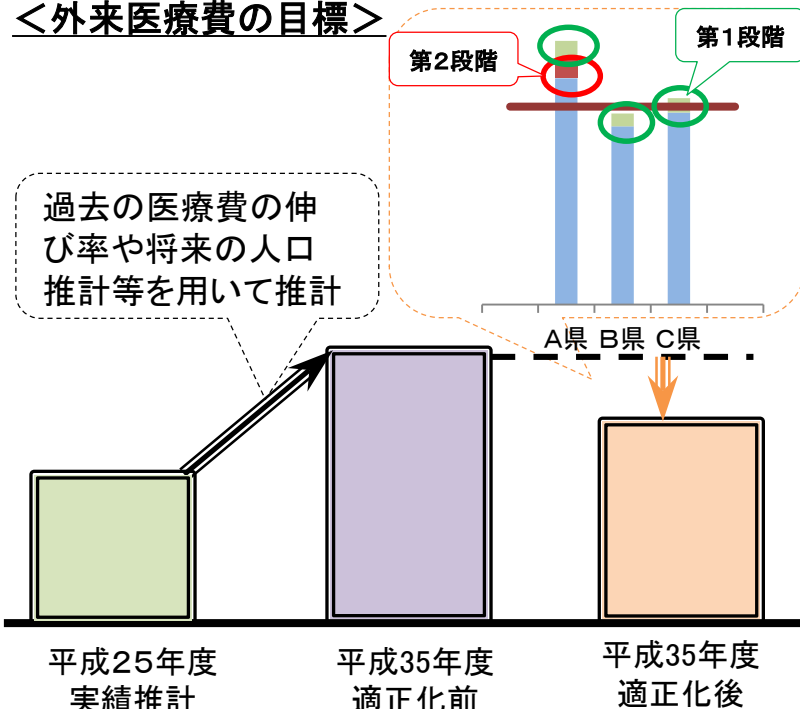 ＜外来医療費の目標＞
第2段階
第1段階
過去の医療費の伸
び率や将来の人口
推計等を用いて推計
A県 B県 C県
平成25年度
実績推計
平成35年度
適正化前
平成35年度
適正化後